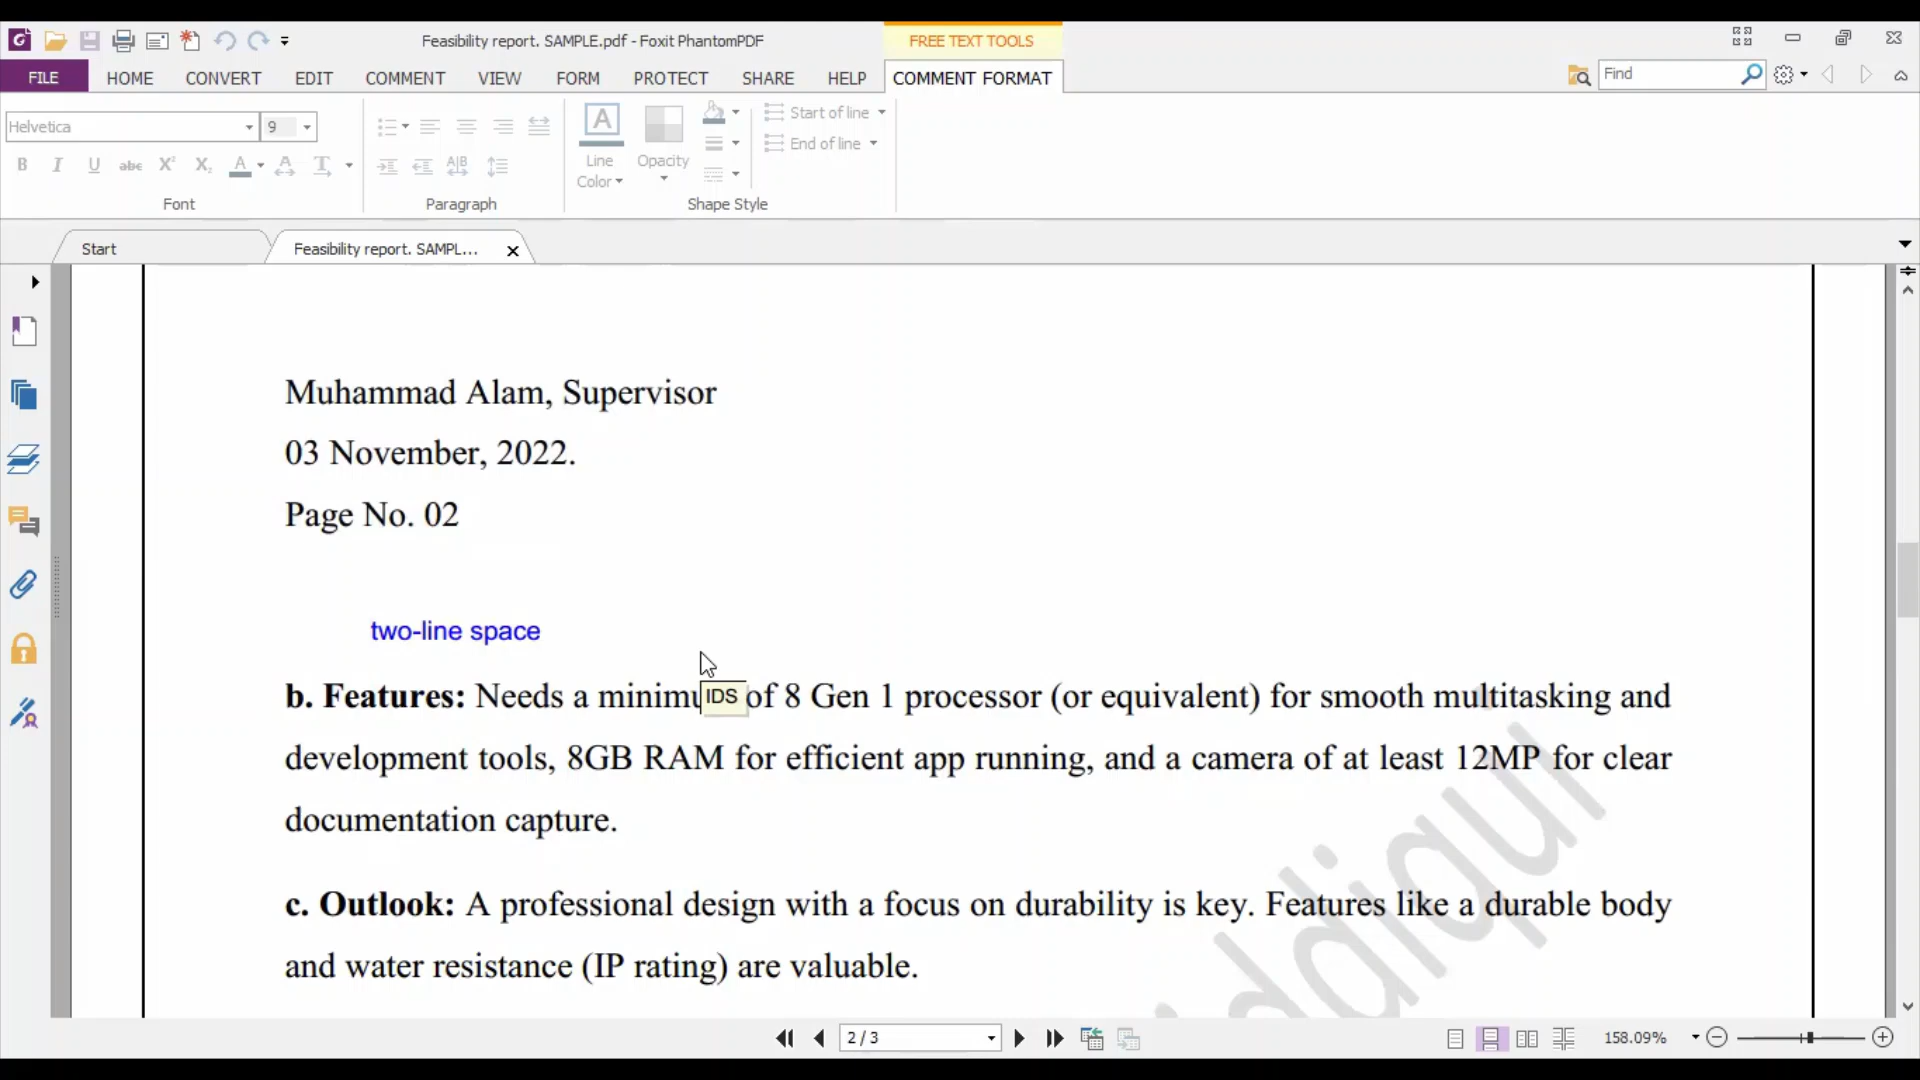 Feasibility report. SAMPLE.pdf - Foxit PhantomPDF
FREE TEXT TOOLS
FILE HOME CONVERT EDIT COMMENT VIEW FORM PROTECT SHARE HELP COMMENT FORMAT
Find
Helvetica 9
Start of line
End of line
Line Color
Opacity
Font Paragraph Shape Style
Start
Feasibility report. SAMPL...
Muhammad Alam, Supervisor
03 November, 2022.
Page No. 02
two-line space
IDS
b. Features: Needs a minimu of 8 Gen 1 processor (or equivalent) for smooth multitasking and
development tools, 8GB RAM for efficient app running, and a camera of at least 12MP for clear
documentation capture.
c. Outlook: A professional design with a focus on durability is key. Features like a durable body
and water resistance (IP rating) are valuable.
2 / 3
158.09%